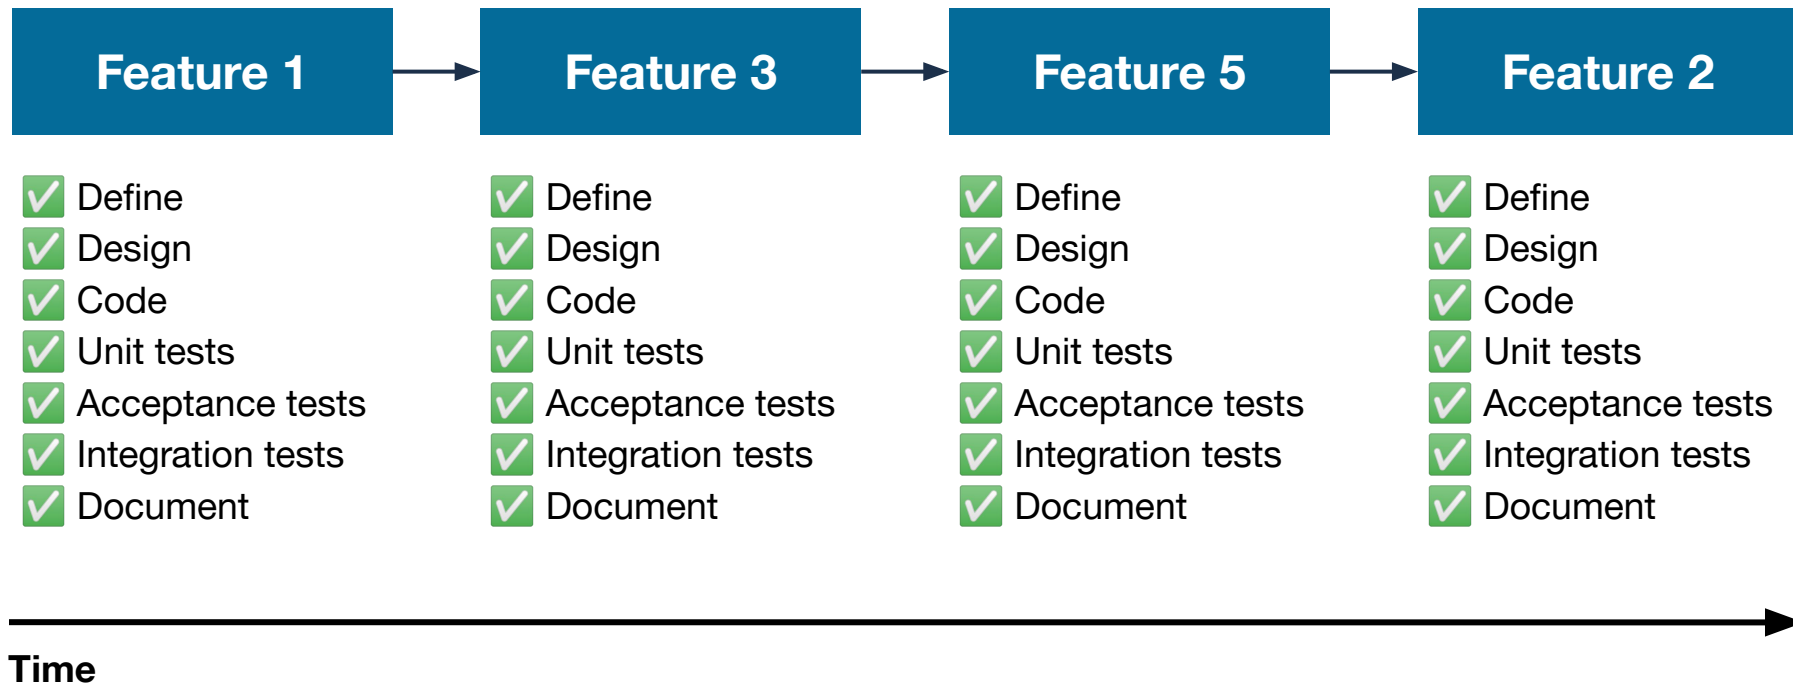 Feature 1
Feature 3
Feature 5
Feature 2
Define
Design
Code
Unit tests
Acceptance tests
Integration tests
Document
Define
Design
Code
Unit tests
Acceptance tests
Integration tests
Document
Define
Design
Code
Unit tests
Acceptance tests
Integration tests
Document
Define
Design
Code
Unit tests
Acceptance tests
Integration tests
Document
Time